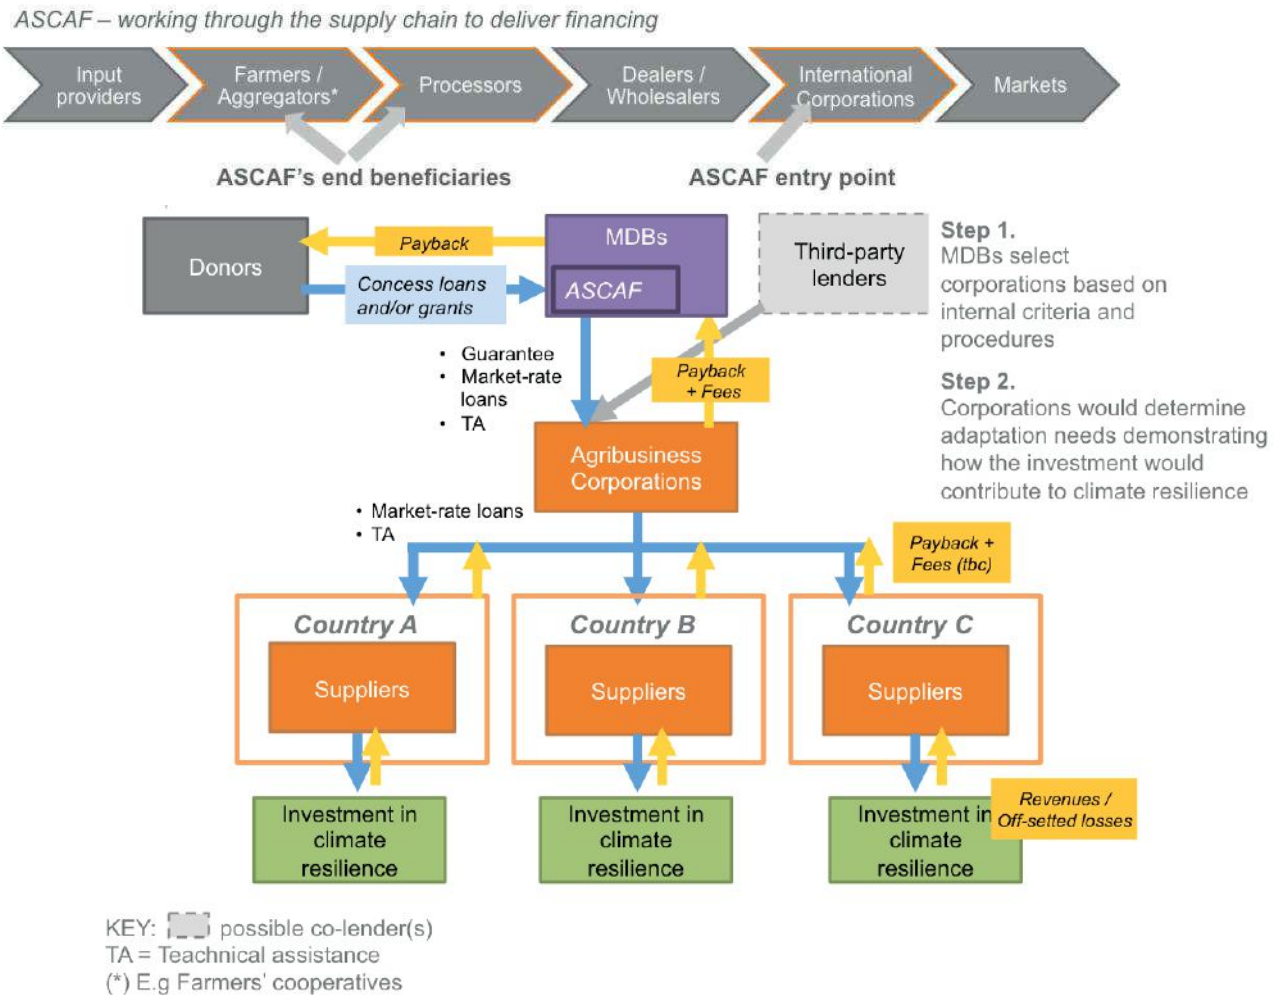 ASCAF – working through the supply chain to deliver financing
Input
providers
Farmers /
Aggregators*
Processors
Dealers /
Wholesalers
International
Corporations
Markets
ASCAF's end beneficiaries
ASCAF entry point
Donors
Payback
Concess loans
and/or grants
MDBs
ASCAF
Third-party
lenders
Step 1.
MDBs select
corporations based on
internal criteria and
procedures
• Guarantee
• Market-rate
loans
• TA
Payback
+ Fees
Step 2.
Corporations would determine
adaptation needs demonstrating
how the investment would
contribute to climate resilience
Agribusiness
Corporations
• Market-rate loans
• TA
Payback +
Fees (tbc)
Country A
Suppliers
Country B
Suppliers
Country C
Suppliers
Investment in
climate
resilience
Investment in
climate
resilience
Investment in
climate
resilience
Revenues /
Off-setted losses
KEY: possible co-lender(s)
TA = Teachnical assistance
(*) E.g Farmers' cooperatives